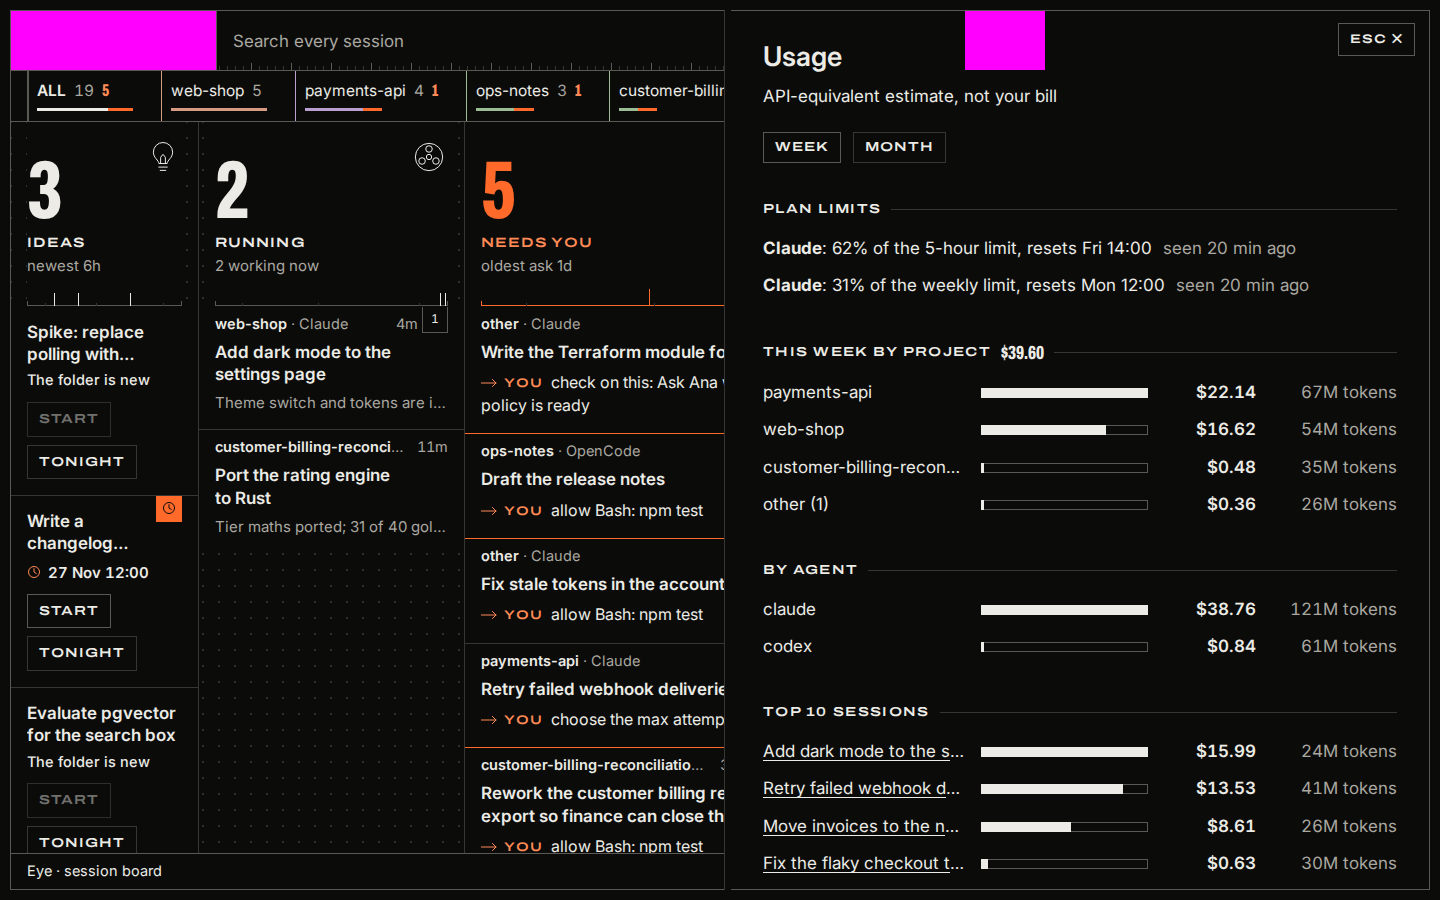 Search every session
ALL 19 5
web-shop 5
payments-api 4 1
ops-notes 3 1
customer-billin
3
IDEAS
newest 6h
Spike: replace
polling with...
The folder is new
START
TONIGHT
Write a
changelog...
27 Nov 12:00
START
TONIGHT
Evaluate pgvector
for the search box
The folder is new
START
TONIGHT
2
RUNNING
2 working now
web-shop · Claude 4m 1
Add dark mode to the
settings page
Theme switch and tokens are i...
customer-billing-reconci... 11m
Port the rating engine
to Rust
Tier maths ported; 31 of 40 gol...
5
NEEDS YOU
oldest ask 1d
other · Claude
Write the Terraform module fo
→ YOU check on this: Ask Ana
policy is ready
ops-notes · OpenCode
Draft the release notes
→ YOU allow Bash: npm test
other · Claude
Fix stale tokens in the account
→ YOU allow Bash: npm test
payments-api · Claude
Retry failed webhook deliverie
→ YOU choose the max attemp
customer-billing-reconciliatio...
Rework the customer billing re
export so finance can close th
→ YOU allow Bash: npm test
Eye · session board
Usage
ESC ✕
API-equivalent estimate, not your bill
WEEK MONTH
PLAN LIMITS
Claude: 62% of the 5-hour limit, resets Fri 14:00 seen 20 min ago
Claude: 31% of the weekly limit, resets Mon 12:00 seen 20 min ago
THIS WEEK BY PROJECT $39.60
payments-api $22.14 67M tokens
web-shop $16.62 54M tokens
customer-billing-recon... $0.48 35M tokens
other (1) $0.36 26M tokens
BY AGENT
claude $38.76 121M tokens
codex $0.84 61M tokens
TOP 10 SESSIONS
Add dark mode to the s... $15.99 24M tokens
Retry failed webhook d... $13.53 41M tokens
Move invoices to the n... $8.61 26M tokens
Fix the flaky checkout t... $0.63 30M tokens